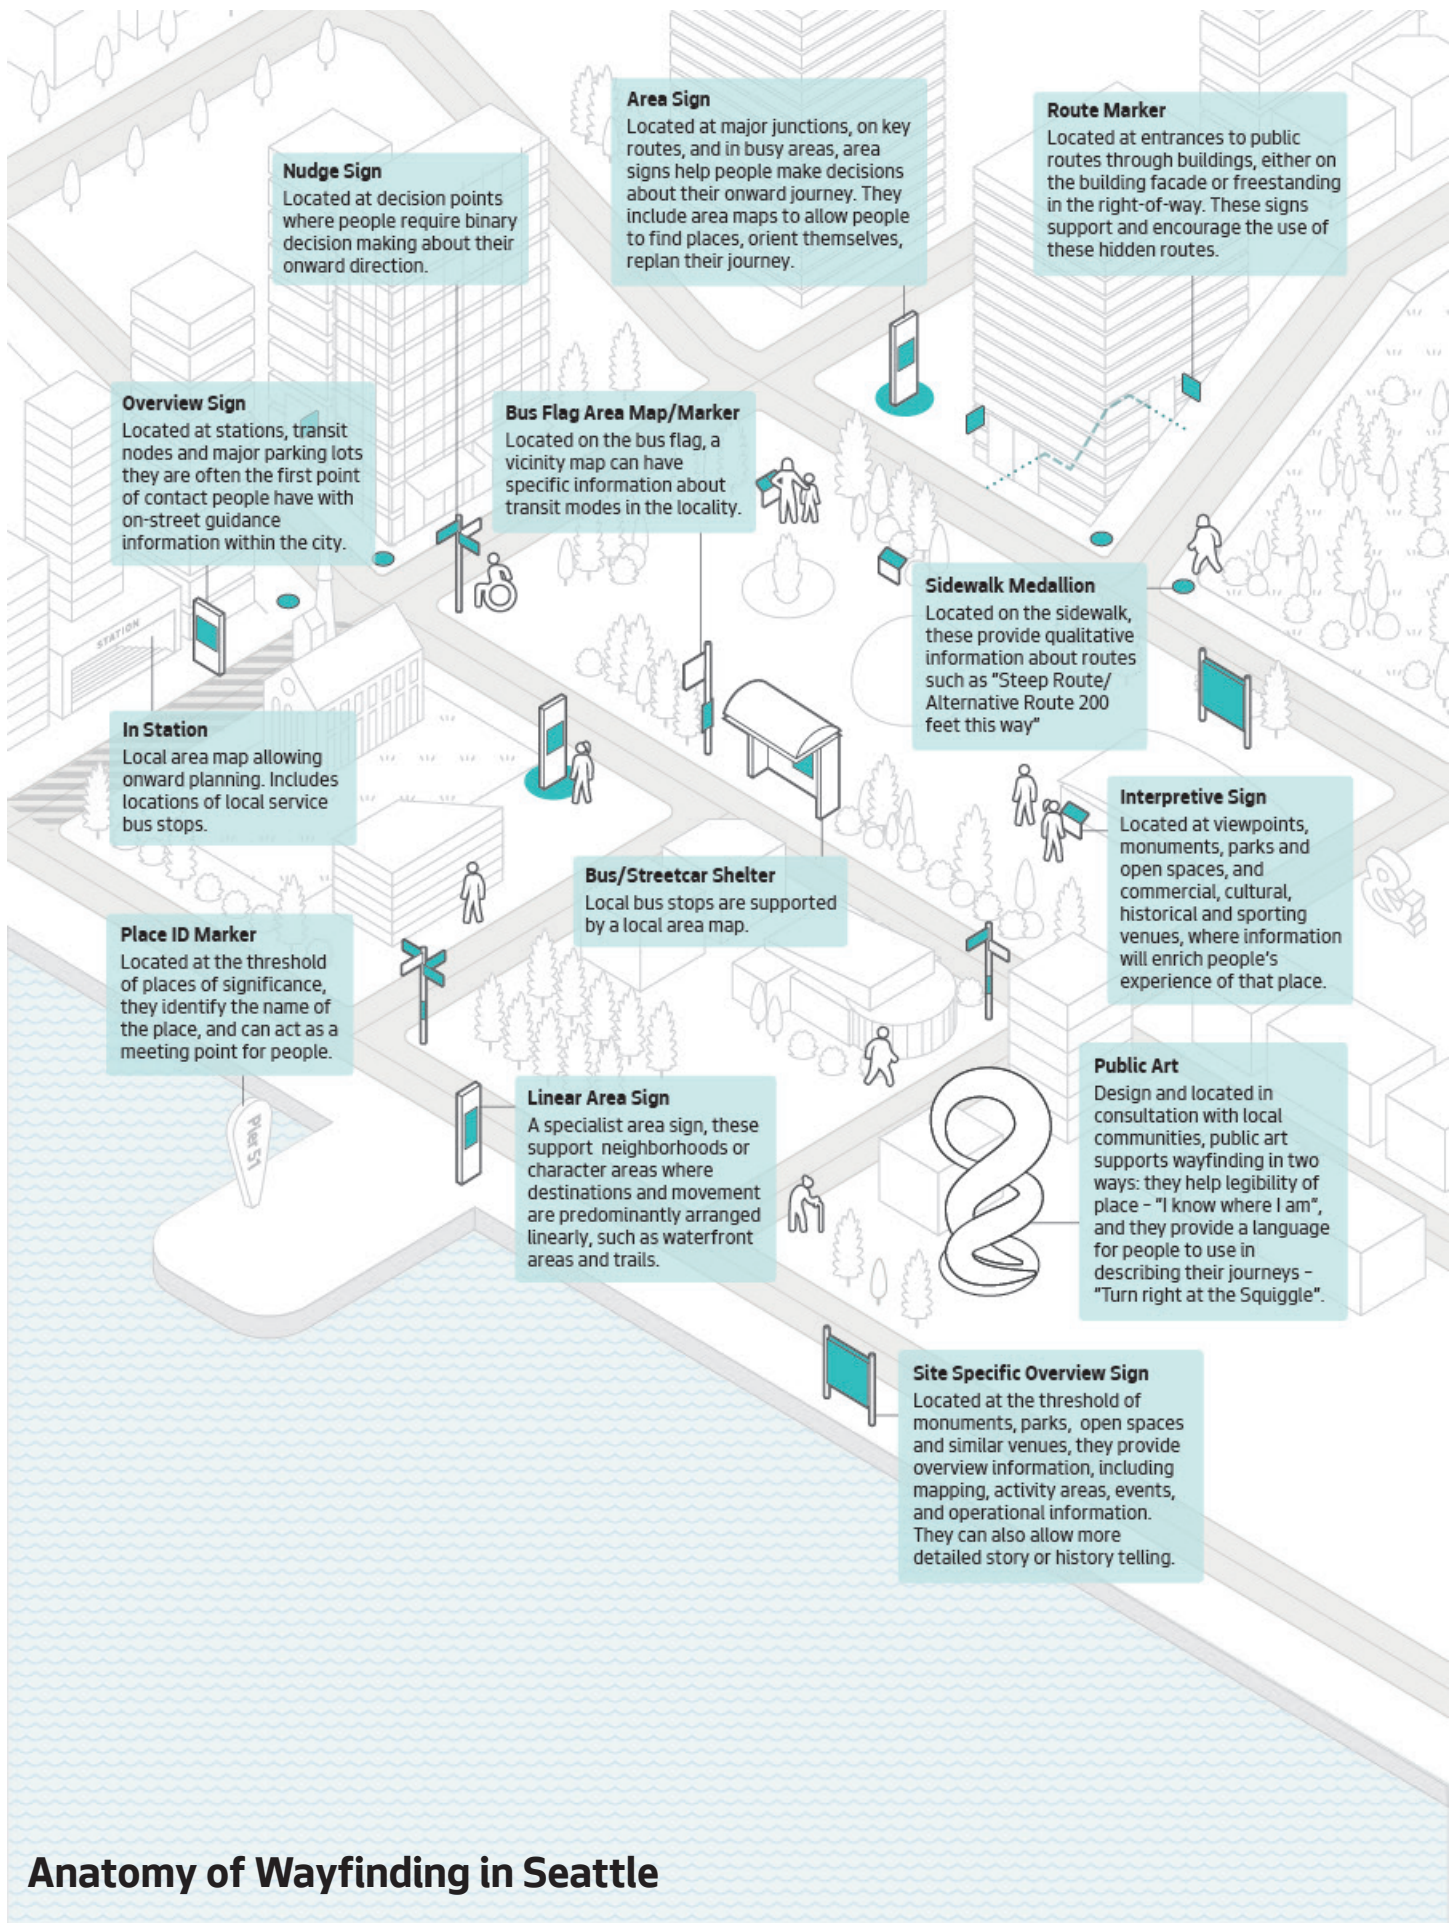 Area Sign
Located at major junctions, on key
routes, and in busy areas, area
signs help people make decisions
about their onward journey. They
include area maps to allow people
to find places, orient themselves,
replan their journey.
Route Marker
Located at entrances to public
routes through buildings, either on
the building facade or freestanding
in the right-of-way. These signs
support and encourage the use of
these hidden routes.
Nudge Sign
Located at decision points
where people require binary
decision making about their
onward direction.
Overview Sign
Located at stations, transit
nodes and major parking lots
they are often the first point
of contact people have with
on-street guidance
information within the city.
Bus Flag Area Map/Marker
Located on the bus flag, a
vicinity map can have
specific information about
transit modes in the locality.
Sidewalk Medallion
Located on the sidewalk,
these provide qualitative
information about routes
such as "Steep Route/
Alternative Route 200
feet this way"
STATION
In Station
Local area map allowing
onward planning. Includes
locations of local service
bus stops.
Interpretive Sign
Located at viewpoints,
monuments, parks and
open spaces, and
commercial, cultural,
historical and sporting
venues, where information
will enrich people's
experience of that place.
&
Bus/Streetcar Shelter
Local bus stops are supported
by a local area map.
Place ID Marker
Located at the threshold
of places of significance,
they identify the name of
the place, and can act as a
meeting point for people.
Pier 51
Linear Area Sign
A specialist area sign, these
support neighborhoods or
character areas where
destinations and movement
are predominantly arranged
linearly, such as waterfront
areas and trails.
Public Art
Design and located in
consultation with local
communities, public art
supports wayfinding in two
ways: they help legibility of
place – "I know where I am",
and they provide a language
for people to use in
describing their journeys –
"Turn right at the Squiggle".
Site Specific Overview Sign
Located at the threshold of
monuments, parks, open spaces
and similar venues, they provide
overview information, including
mapping, activity areas, events,
and operational information.
They can also allow more
detailed story or history telling.
Anatomy of Wayfinding in Seattle